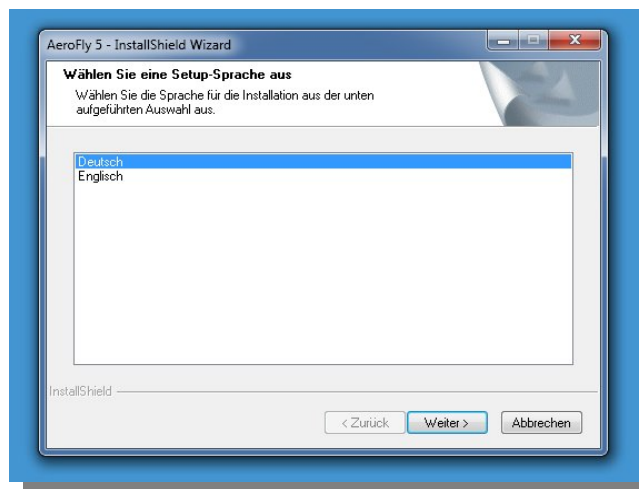 AeroFly 5 - InstallShield Wizard
Wählen Sie eine Setup-Sprache aus
Wählen Sie die Sprache für die Installation aus der unten
aufgeführten Auswahl aus.
Deutsch
Englisch
InstallShield
< Zurück Weiter > Abbrechen